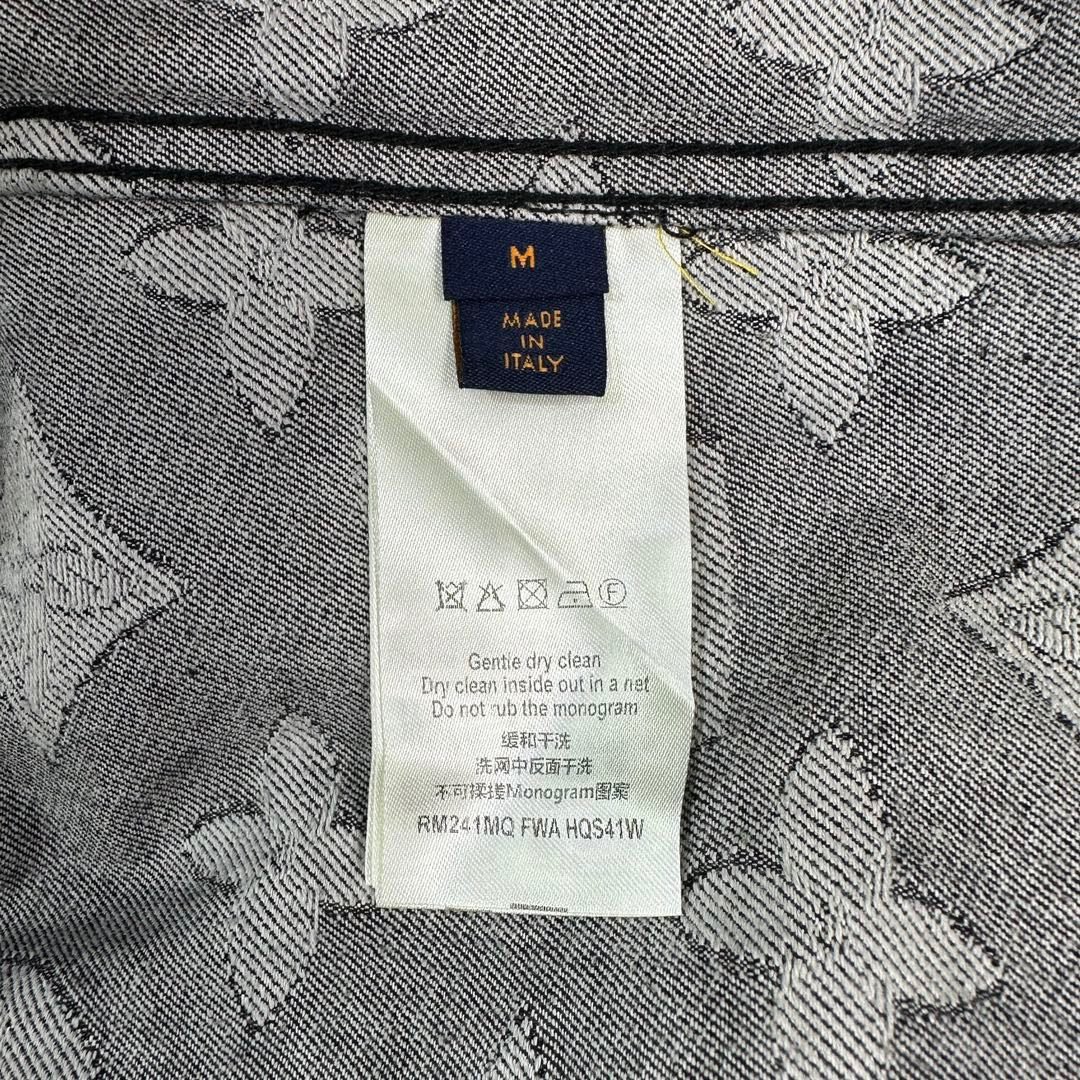 M
MADE
IN
ITALY
F
Gentle dry clean
Dry clean inside out in a net
Do not rub the monogram
缓和干洗
洗网中反面干洗
不可揉搓Monogram图案
RM241MQ FWA HQS41W